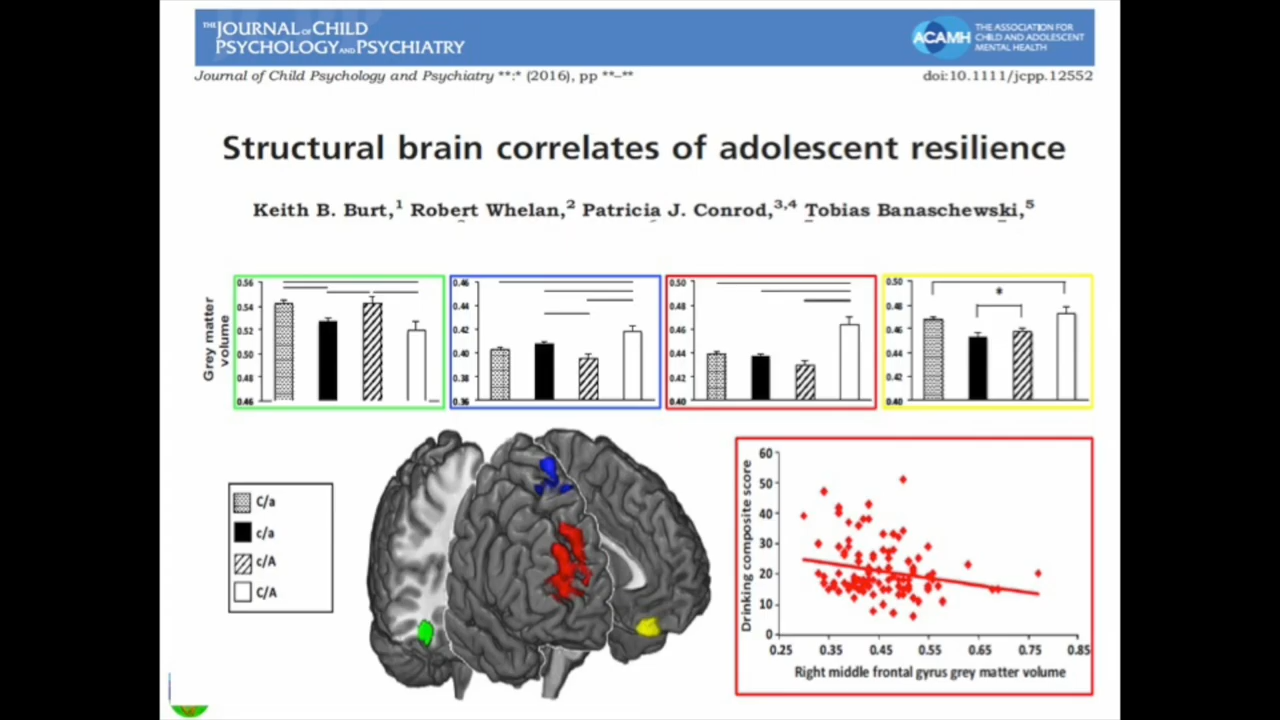 THE JOURNAL OF CHILD
PSYCHOLOGY AND PSYCHIATRY
ACAMH
THE ASSOCIATION FOR
CHILD AND ADOLESCENT
MENTAL HEALTH
Journal of Child Psychology and Psychiatry **:* (2016), pp **–**
doi:10.1111/jcpp.12552
Structural brain correlates of adolescent resilience
Keith B. Burt,1 Robert Whelan,2 Patricia J. Conrod,3,4 Tobias Banaschewski,5
Grey matter
volume
0.56
0.54
0.52
0.50
0.48
0.46
0.46
0.44
0.42
0.40
0.38
0.36
0.50
0.48
0.46
0.44
0.42
0.40
*
0.50
0.48
0.46
0.44
0.42
0.40
C/a
c/a
c/A
C/A
Drinking composite score
60
50
40
30
20
10
0
0.25 0.35 0.45 0.55 0.65 0.75 0.85
Right middle frontal gyrus grey matter volume